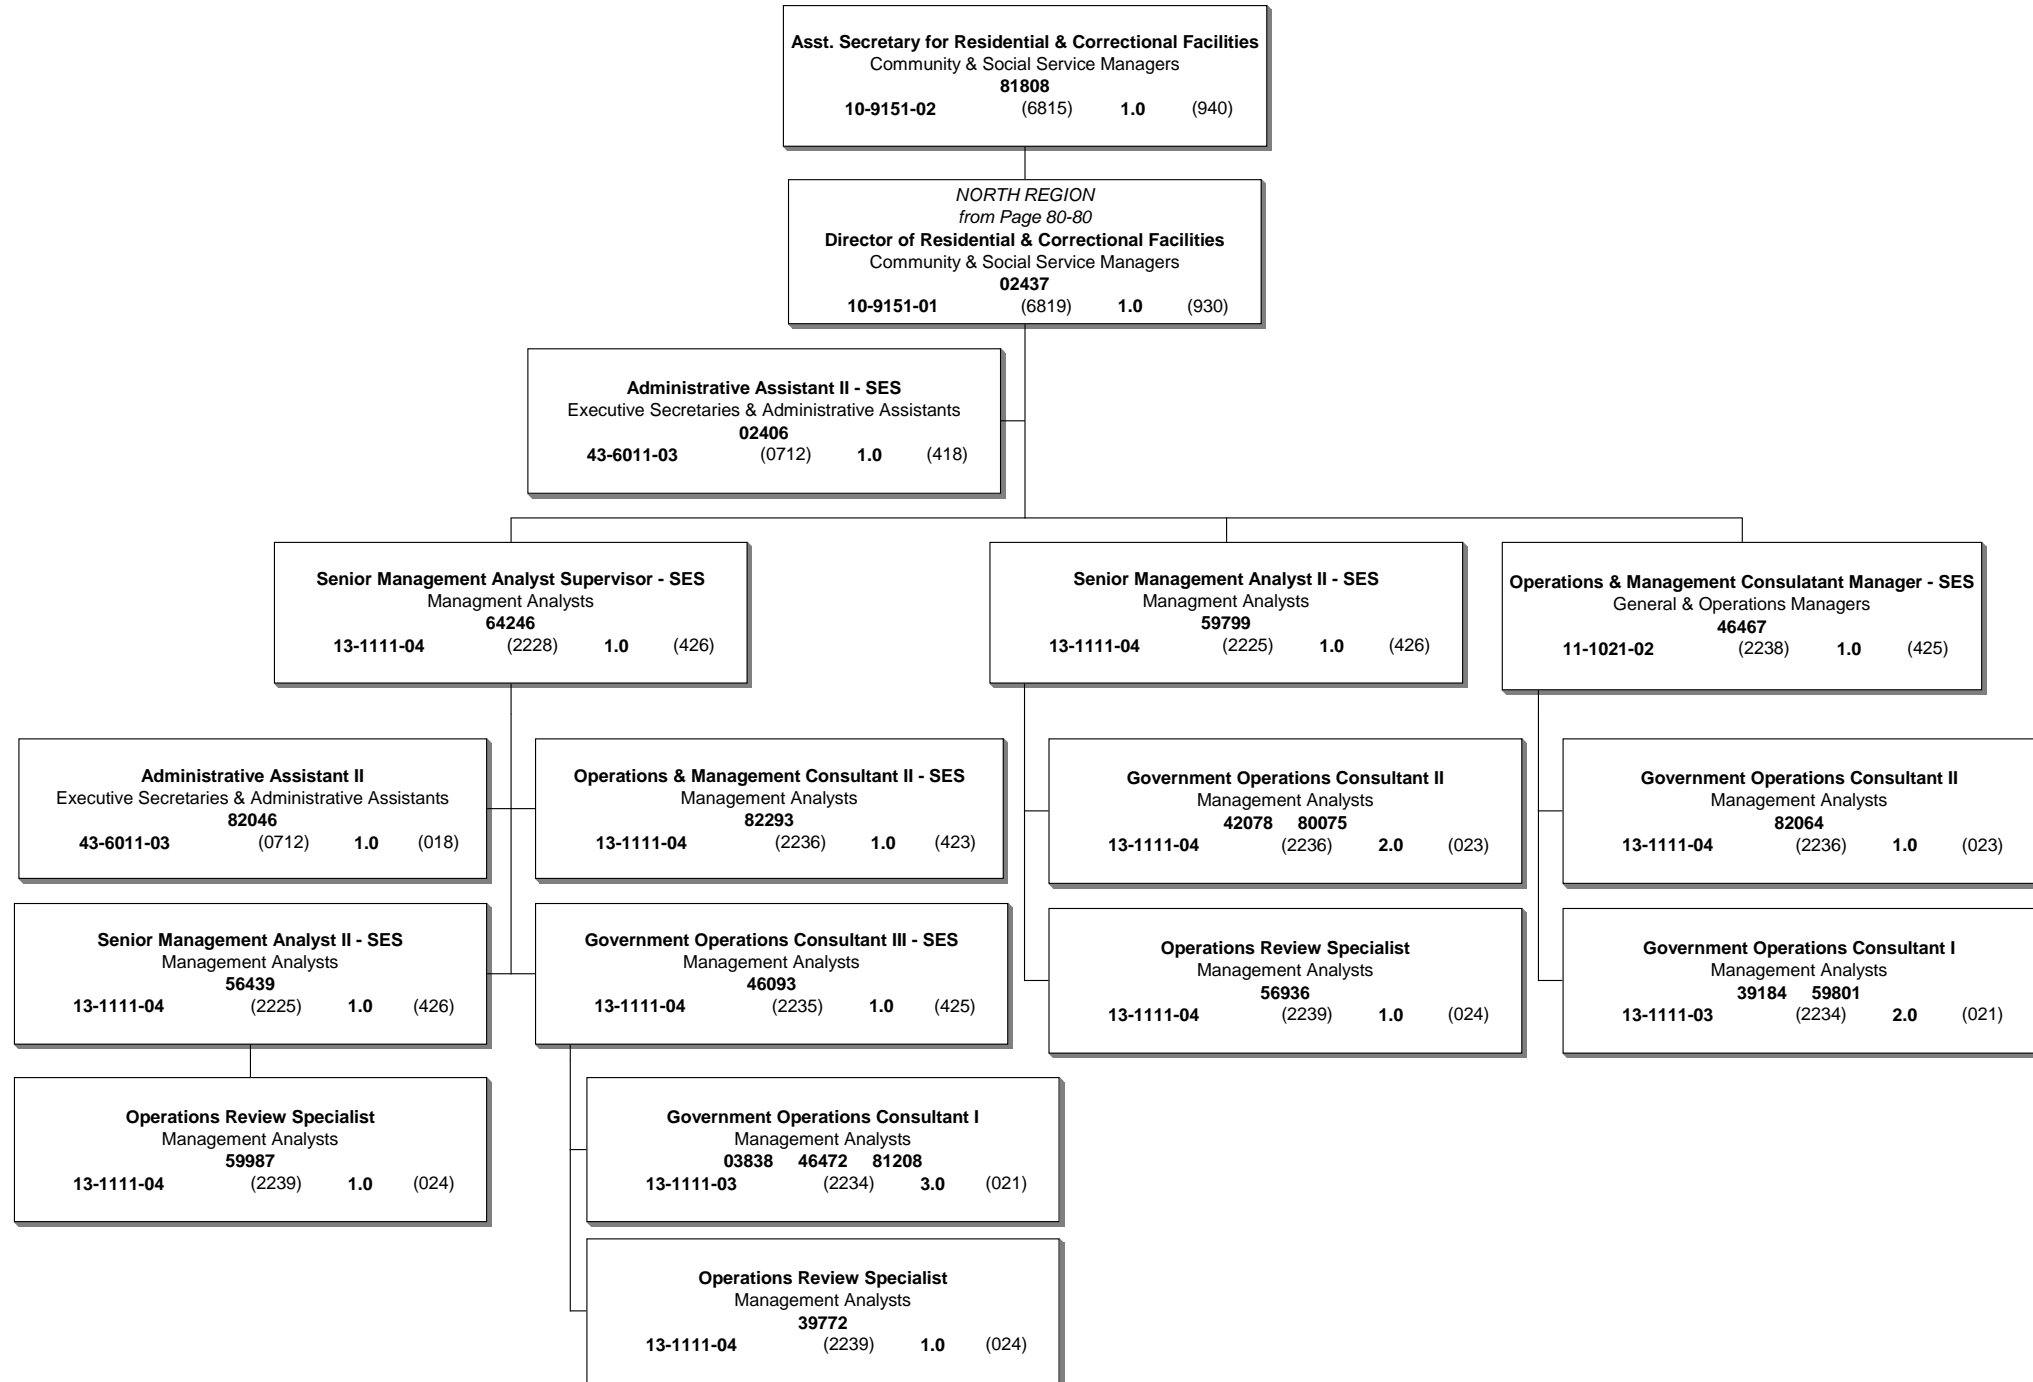 Asst. Secretary for Residential & Correctional Facilities
Community & Social Service Managers
81808
10-9151-02 (6815) 1.0 (940)
NORTH REGION
from Page 80-80
Director of Residential & Correctional Facilities
Community & Social Service Managers
02437
10-9151-01 (6819) 1.0 (930)
Administrative Assistant II - SES
Executive Secretaries & Administrative Assistants
02406
43-6011-03 (0712) 1.0 (418)
Senior Management Analyst Supervisor - SES
Managment Analysts
64246
13-1111-04 (2228) 1.0 (426)
Senior Management Analyst II - SES
Managment Analysts
59799
13-1111-04 (2225) 1.0 (426)
Operations & Management Consulatant Manager - SES
General & Operations Managers
46467
11-1021-02 (2238) 1.0 (425)
Administrative Assistant II
Executive Secretaries & Administrative Assistants
82046
43-6011-03 (0712) 1.0 (018)
Operations & Management Consultant II - SES
Management Analysts
82293
13-1111-04 (2236) 1.0 (423)
Government Operations Consultant II
Management Analysts
42078 80075
13-1111-04 (2236) 2.0 (023)
Government Operations Consultant II
Management Analysts
82064
13-1111-04 (2236) 1.0 (023)
Senior Management Analyst II - SES
Management Analysts
56439
13-1111-04 (2225) 1.0 (426)
Government Operations Consultant III - SES
Management Analysts
46093
13-1111-04 (2235) 1.0 (425)
Operations Review Specialist
Management Analysts
56936
13-1111-04 (2239) 1.0 (024)
Government Operations Consultant I
Management Analysts
39184 59801
13-1111-03 (2234) 2.0 (021)
Operations Review Specialist
Management Analysts
59987
13-1111-04 (2239) 1.0 (024)
Government Operations Consultant I
Management Analysts
03838 46472 81208
13-1111-03 (2234) 3.0 (021)
Operations Review Specialist
Management Analysts
39772
13-1111-04 (2239) 1.0 (024)